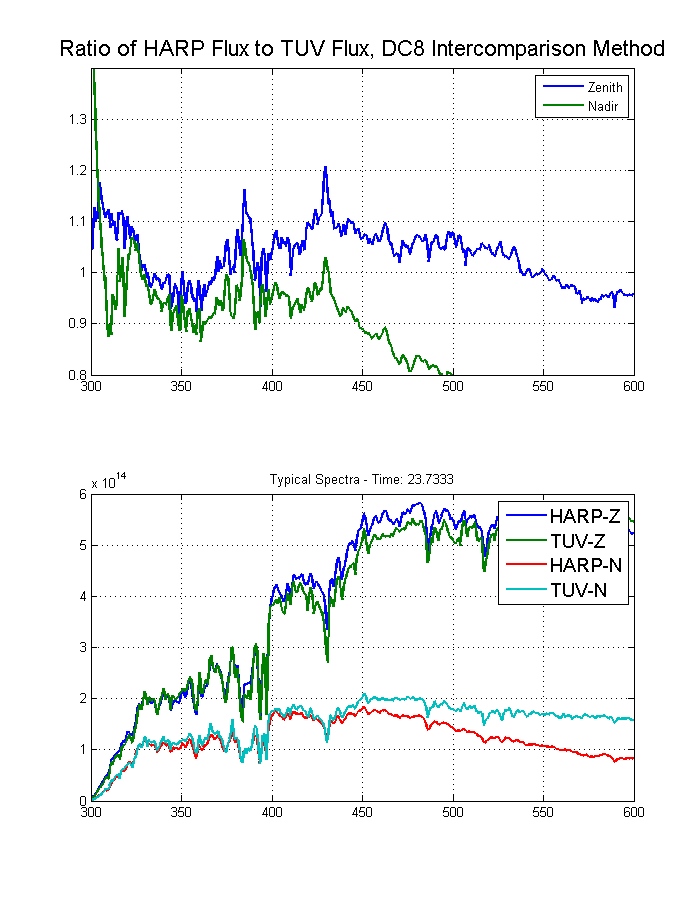 Ratio of HARP Flux to TUV Flux, DC8 Intercomparison Method
Zenith
Nadir
1.3
1.2
1.1
1
0.9
0.8
300 350 400 450 500 550 600
x 10^14
Typical Spectra - Time: 23.7333
HARP-Z
TUV-Z
HARP-N
TUV-N
6
5
4
3
2
1
0
300 350 400 450 500 550 600